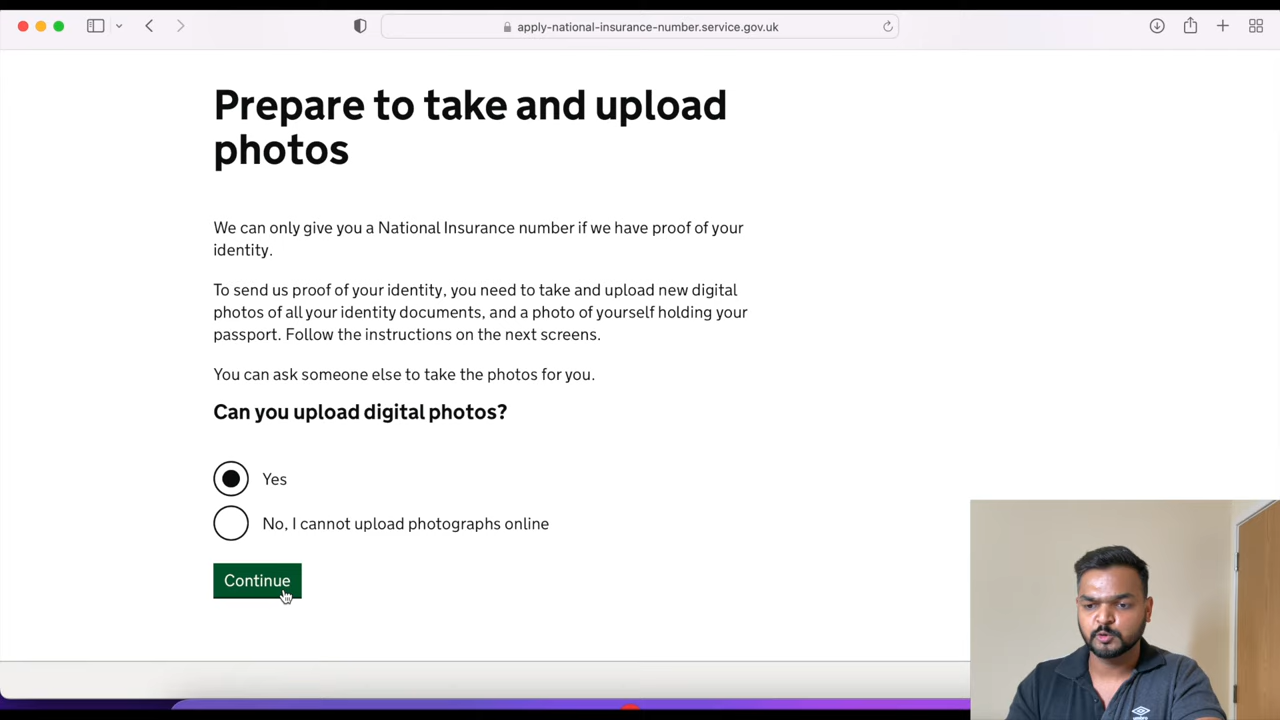 apply-national-insurance-number.service.gov.uk
Prepare to take and upload
photos
We can only give you a National Insurance number if we have proof of your
identity.
To send us proof of your identity, you need to take and upload new digital
photos of all your identity documents, and a photo of yourself holding your
passport. Follow the instructions on the next screens.
You can ask someone else to take the photos for you.
Can you upload digital photos?
Yes
No, I cannot upload photographs online
Continue